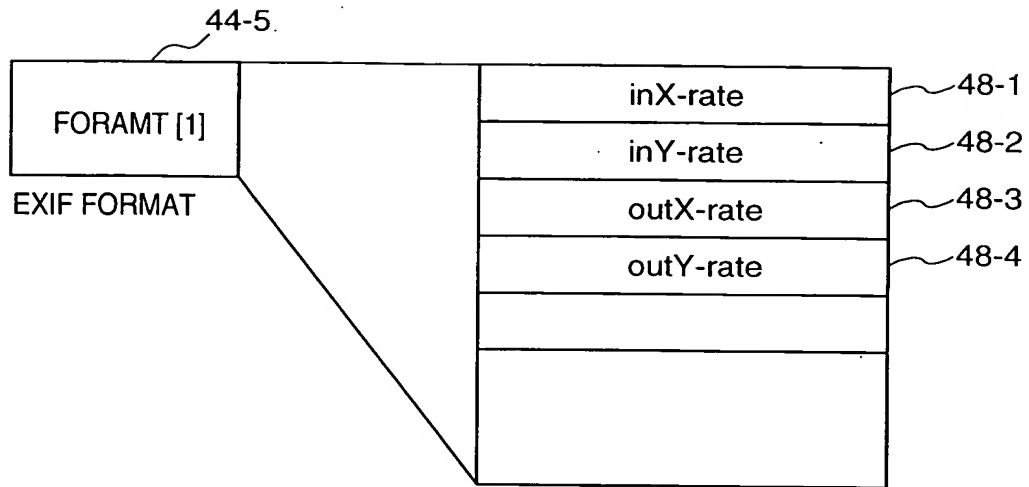 44-5
FORAMT [1]
EXIF FORMAT
inX-rate
48-1
inY-rate
48-2
outX-rate
48-3
outY-rate
48-4